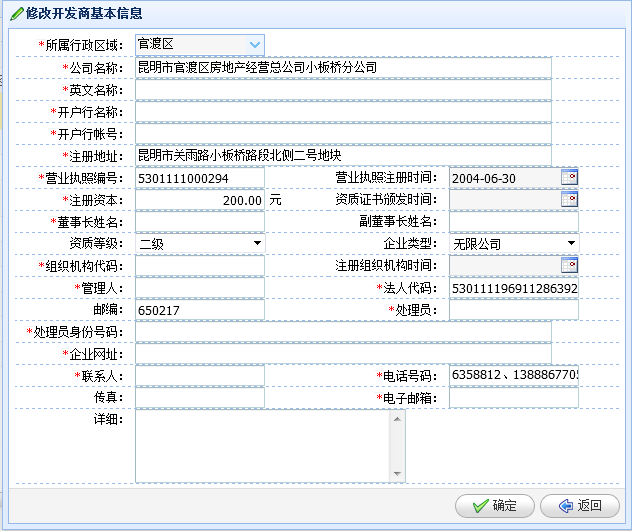 修改开发商基本信息
*所属行政区域： 官渡区
*公司名称： 昆明市官渡区房地产经营总公司小板桥分公司
*英文名称：
*开户行名称：
*开户行帐号：
*注册地址： 昆明市关雨路小板桥路段北侧二号地块
*营业执照编号： 5301111000294 营业执照注册时间： 2004-06-30
*注册资本： 200.00 元 资质证书颁发时间：
*董事长姓名： 副董事长姓名：
资质等级： 二级 企业类型： 无限公司
*组织机构代码： 注册组织机构时间：
*管理人： *法人代码： 530111196911286392
邮编： 650217 *处理员：
*处理员身份号码：
*企业网址：
*联系人： *电话号码： 6358812、1388867705
传真： *电子邮箱：
详细：
确定 返回